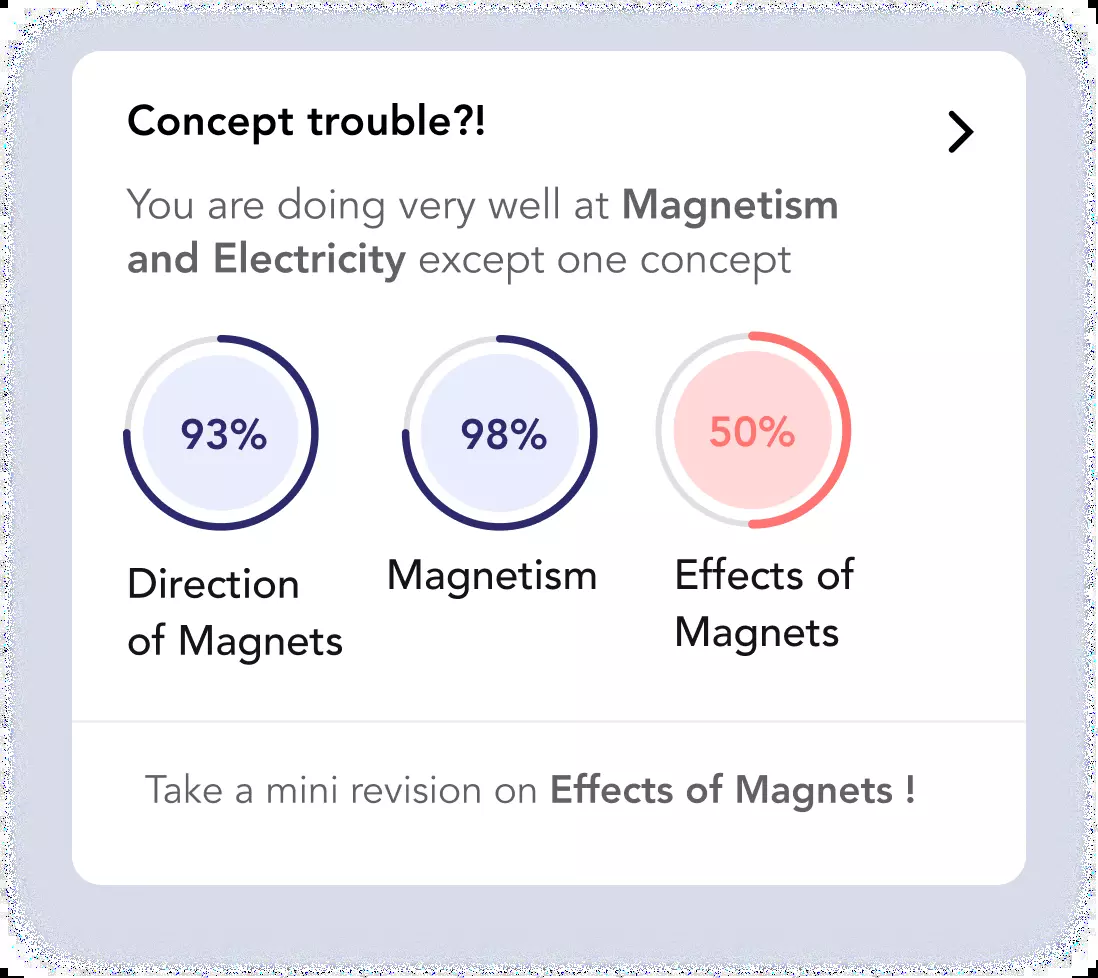 Concept trouble?!
You are doing very well at Magnetism
and Electricity except one concept
93%
98%
50%
Direction
of Magnets
Magnetism
Effects of
Magnets
Take a mini revision on Effects of Magnets !